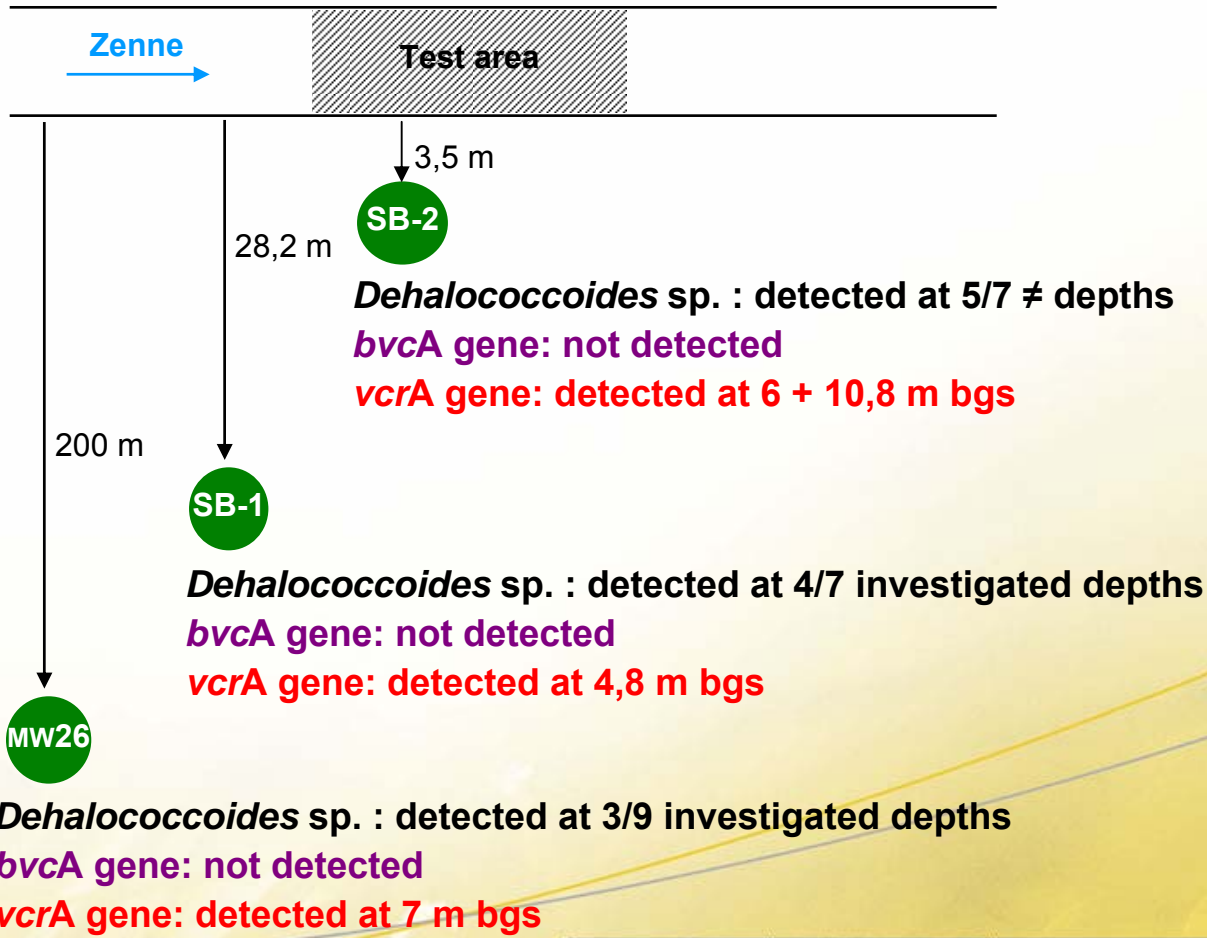 Zenne
Test area
3,5 m
SB-2
28,2 m
Dehalococcoides sp. : detected at 5/7 ≠ depths
bvcA gene: not detected
vcrA gene: detected at 6 + 10,8 m bgs
200 m
SB-1
Dehalococcoides sp. : detected at 4/7 investigated depths
bvcA gene: not detected
vcrA gene: detected at 4,8 m bgs
MW26
Dehalococcoides sp. : detected at 3/9 investigated depths
bvcA gene: not detected
vcrA gene: detected at 7 m bgs